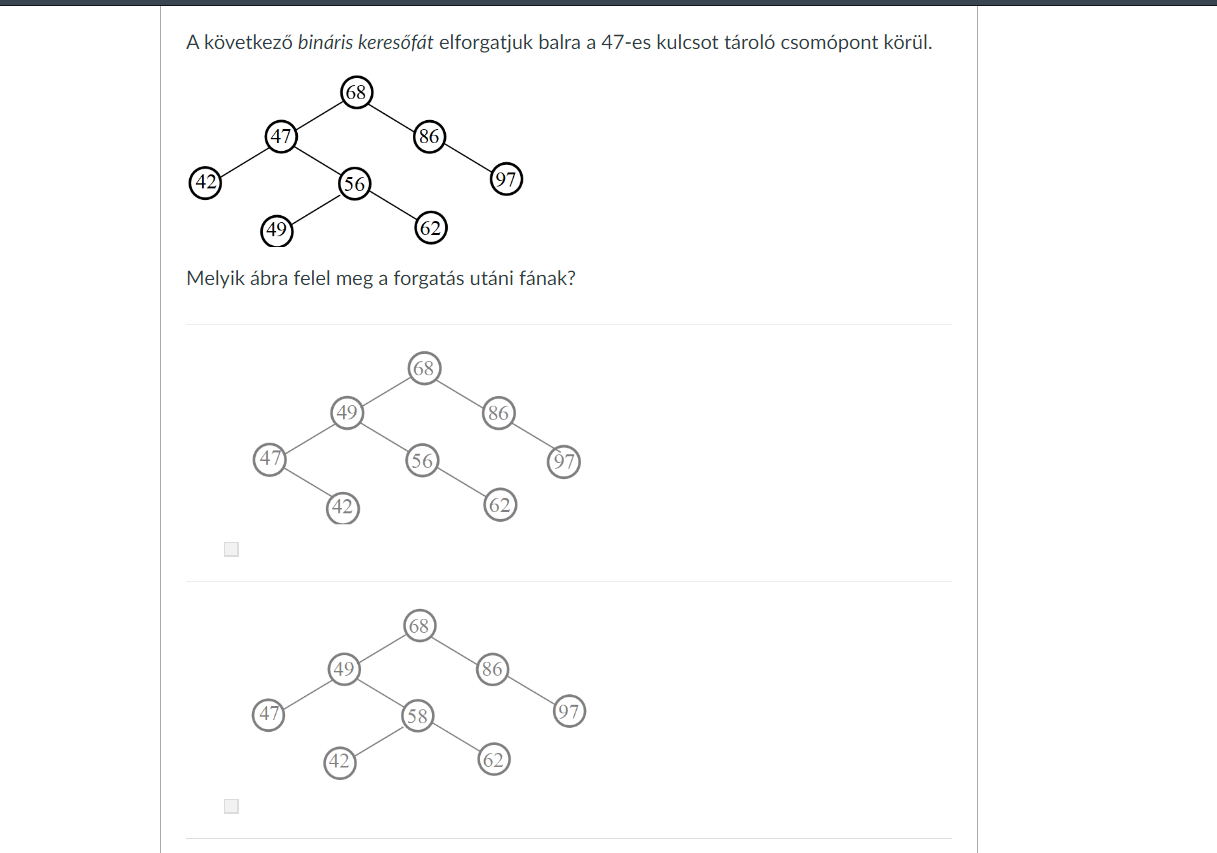 A következő bináris keresőfát elforgatjuk balra a 47-es kulcsot tároló csomópont körül.
68
47 86
42 56 97
49 62
Melyik ábra felel meg a forgatás utáni fának?
68
49 86
47 56 97
42 62
68
49 86
47 58 97
42 62